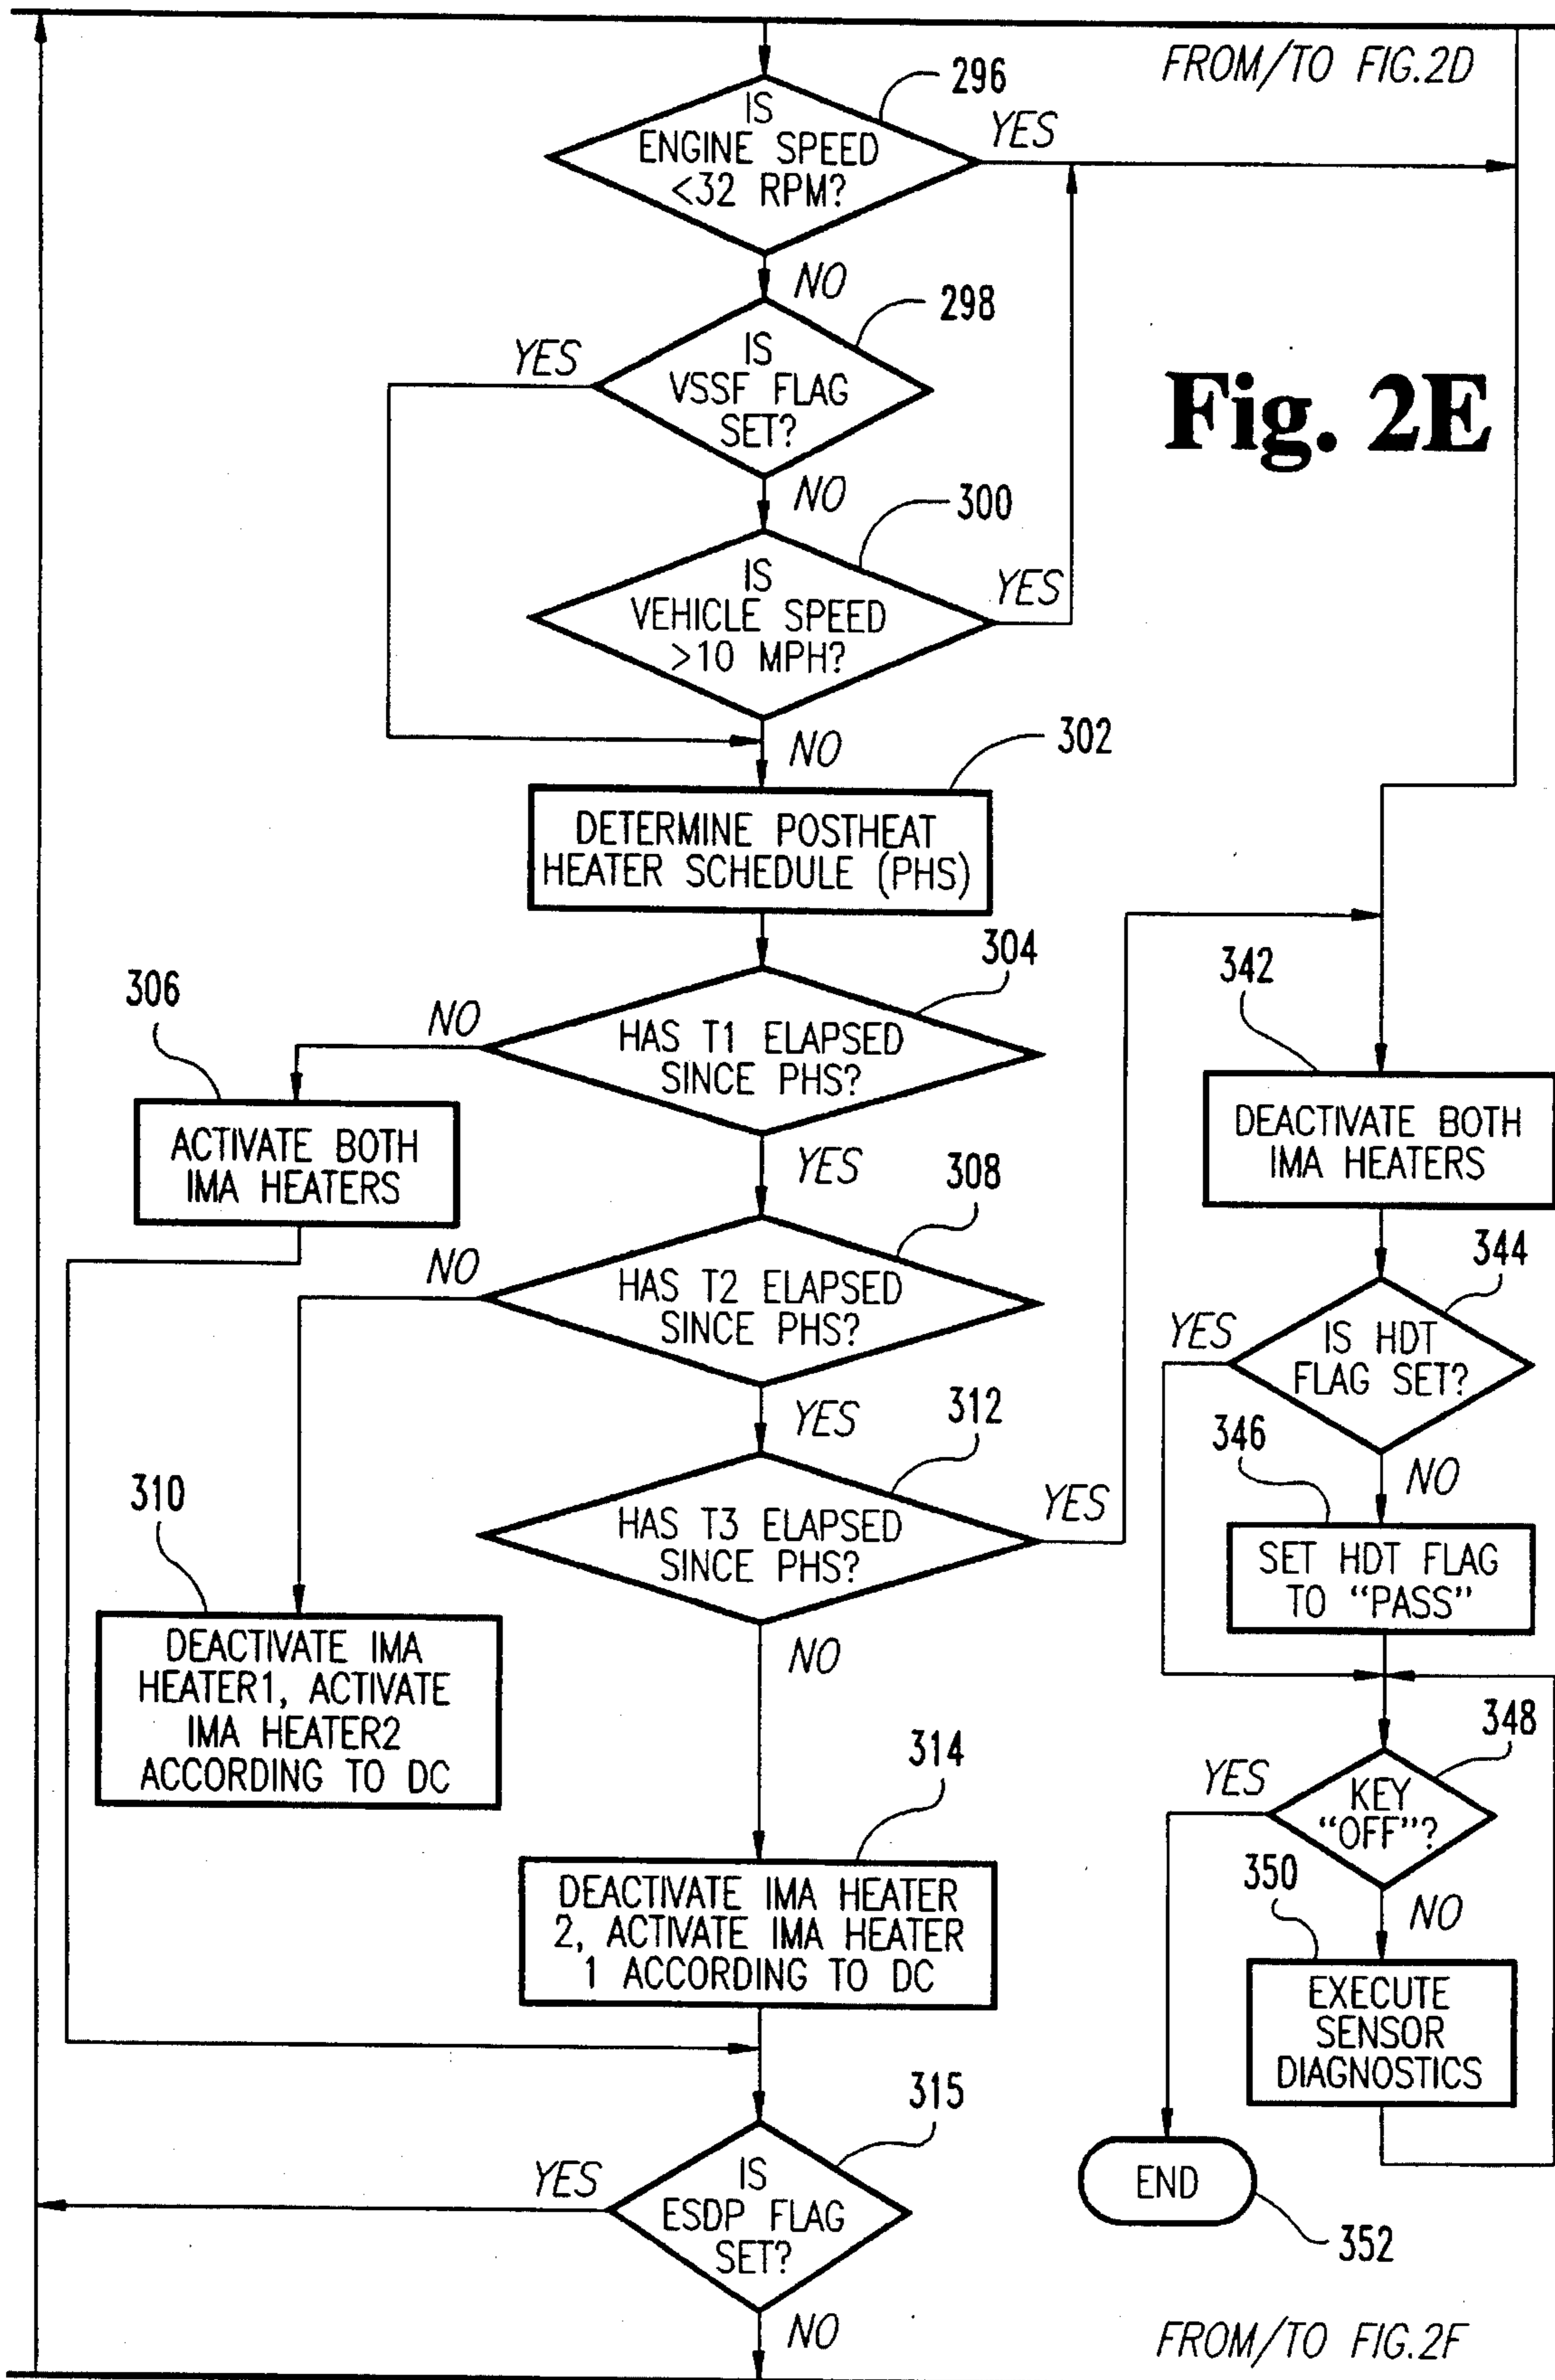 FROM/TO FIG.2D
296
IS
ENGINE SPEED
<32 RPM?
YES
NO
298
IS
VSSF FLAG
SET?
YES
NO
Fig. 2E
300
IS
VEHICLE SPEED
>10 MPH?
YES
NO
302
DETERMINE POSTHEAT
HEATER SCHEDULE (PHS)
304
HAS T1 ELAPSED
SINCE PHS?
NO
YES
306
ACTIVATE BOTH
IMA HEATERS
308
HAS T2 ELAPSED
SINCE PHS?
NO
YES
310
DEACTIVATE IMA
HEATER1, ACTIVATE
IMA HEATER2
ACCORDING TO DC
312
HAS T3 ELAPSED
SINCE PHS?
YES
NO
314
DEACTIVATE IMA HEATER
2, ACTIVATE IMA HEATER
1 ACCORDING TO DC
315
IS
ESDP FLAG
SET?
YES
NO
342
DEACTIVATE BOTH
IMA HEATERS
344
IS HDT
FLAG SET?
YES
NO
346
SET HDT FLAG
TO “PASS”
348
KEY
“OFF”?
YES
NO
350
EXECUTE
SENSOR
DIAGNOSTICS
END
352
FROM/TO FIG.2F